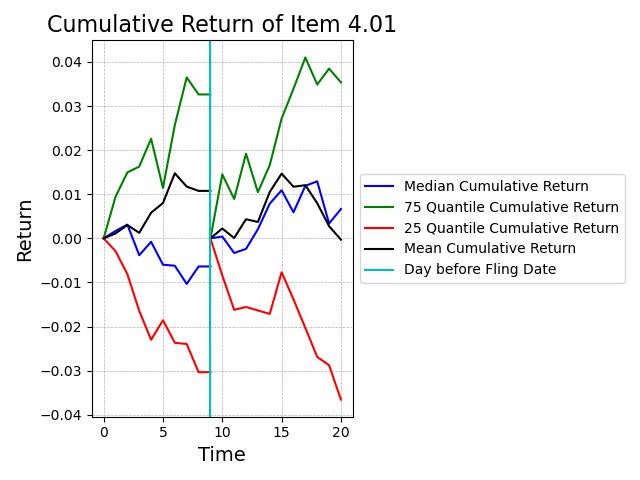 Cumulative Return of Item 4.01
0.04
0.03
0.02
0.01
0.00
−0.01
−0.02
−0.03
−0.04
Return
0 5 10 15 20
Time
Median Cumulative Return
75 Quantile Cumulative Return
25 Quantile Cumulative Return
Mean Cumulative Return
Day before Fling Date